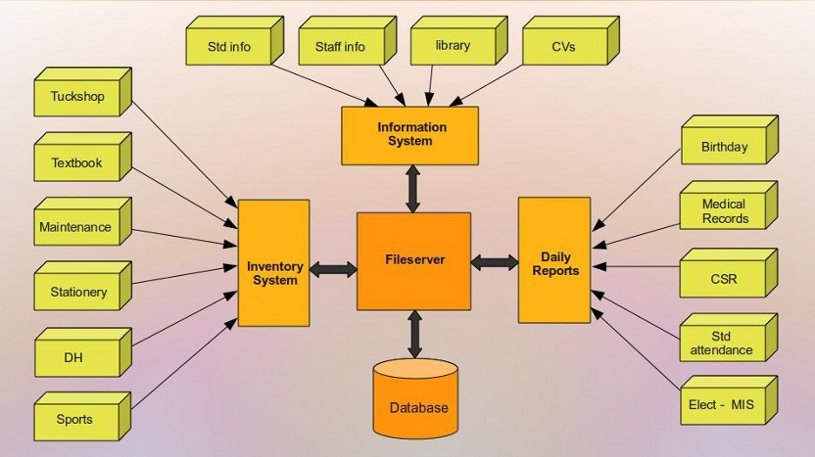 Std info
Staff info
library
CVs
Information
System
Tuckshop
Textbook
Maintenance
Stationery
DH
Sports
Inventory
System
Fileserver
Database
Daily
Reports
Birthday
Medical
Records
CSR
Std
attendance
Elect - MIS